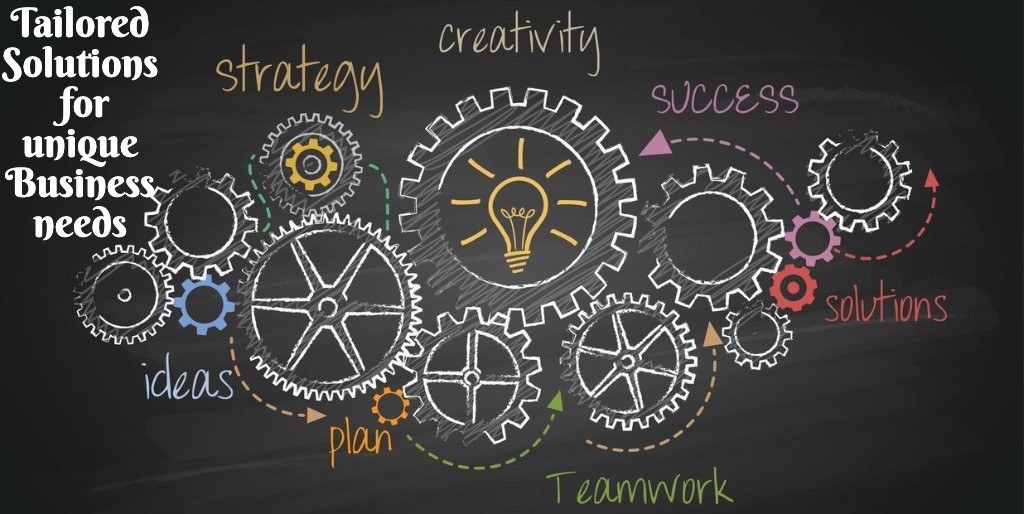 Tailored
Solutions
for
unique
Business
needs
strategy
creativity
success
ideas
plan
Teamwork
solutions